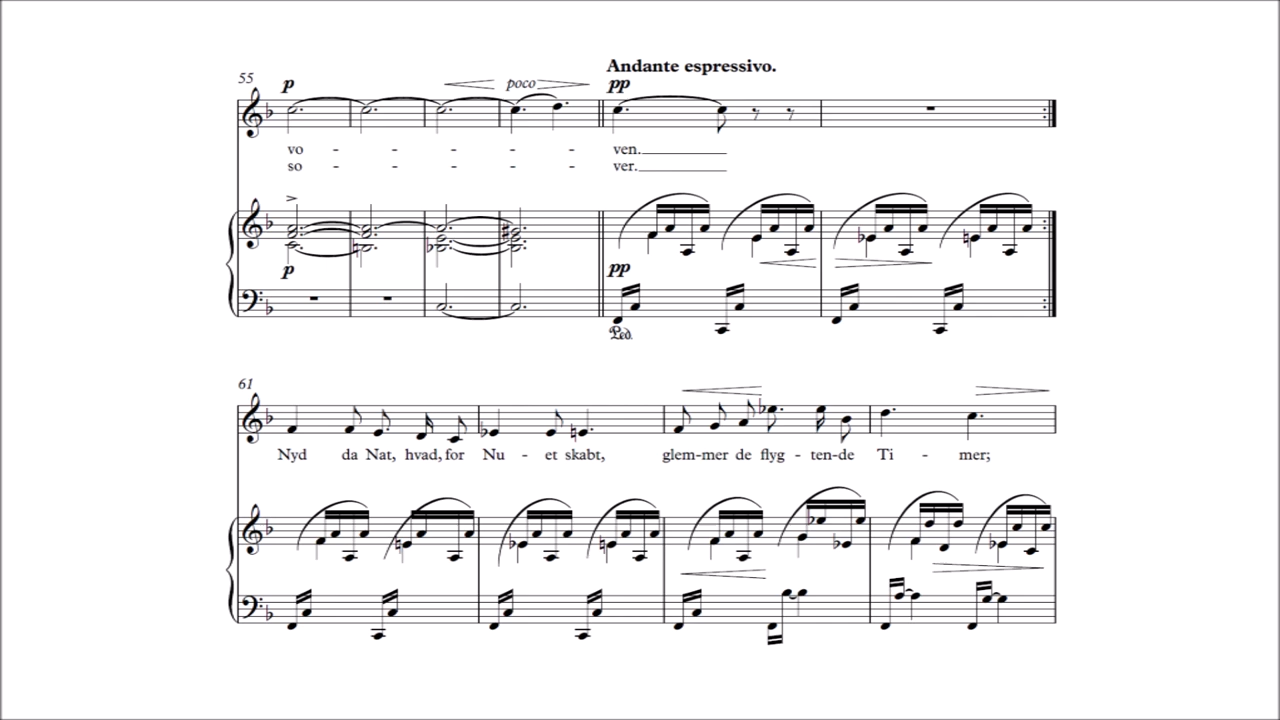 Andante espressivo.
55
p
poco
pp
vo - - - - - ven.
so - - - - - ver.
p
pp
Ped.
61
Nyd da Nat, hvad, for Nu - et skabt, glem-mer de flyg - ten-de Ti - mer;